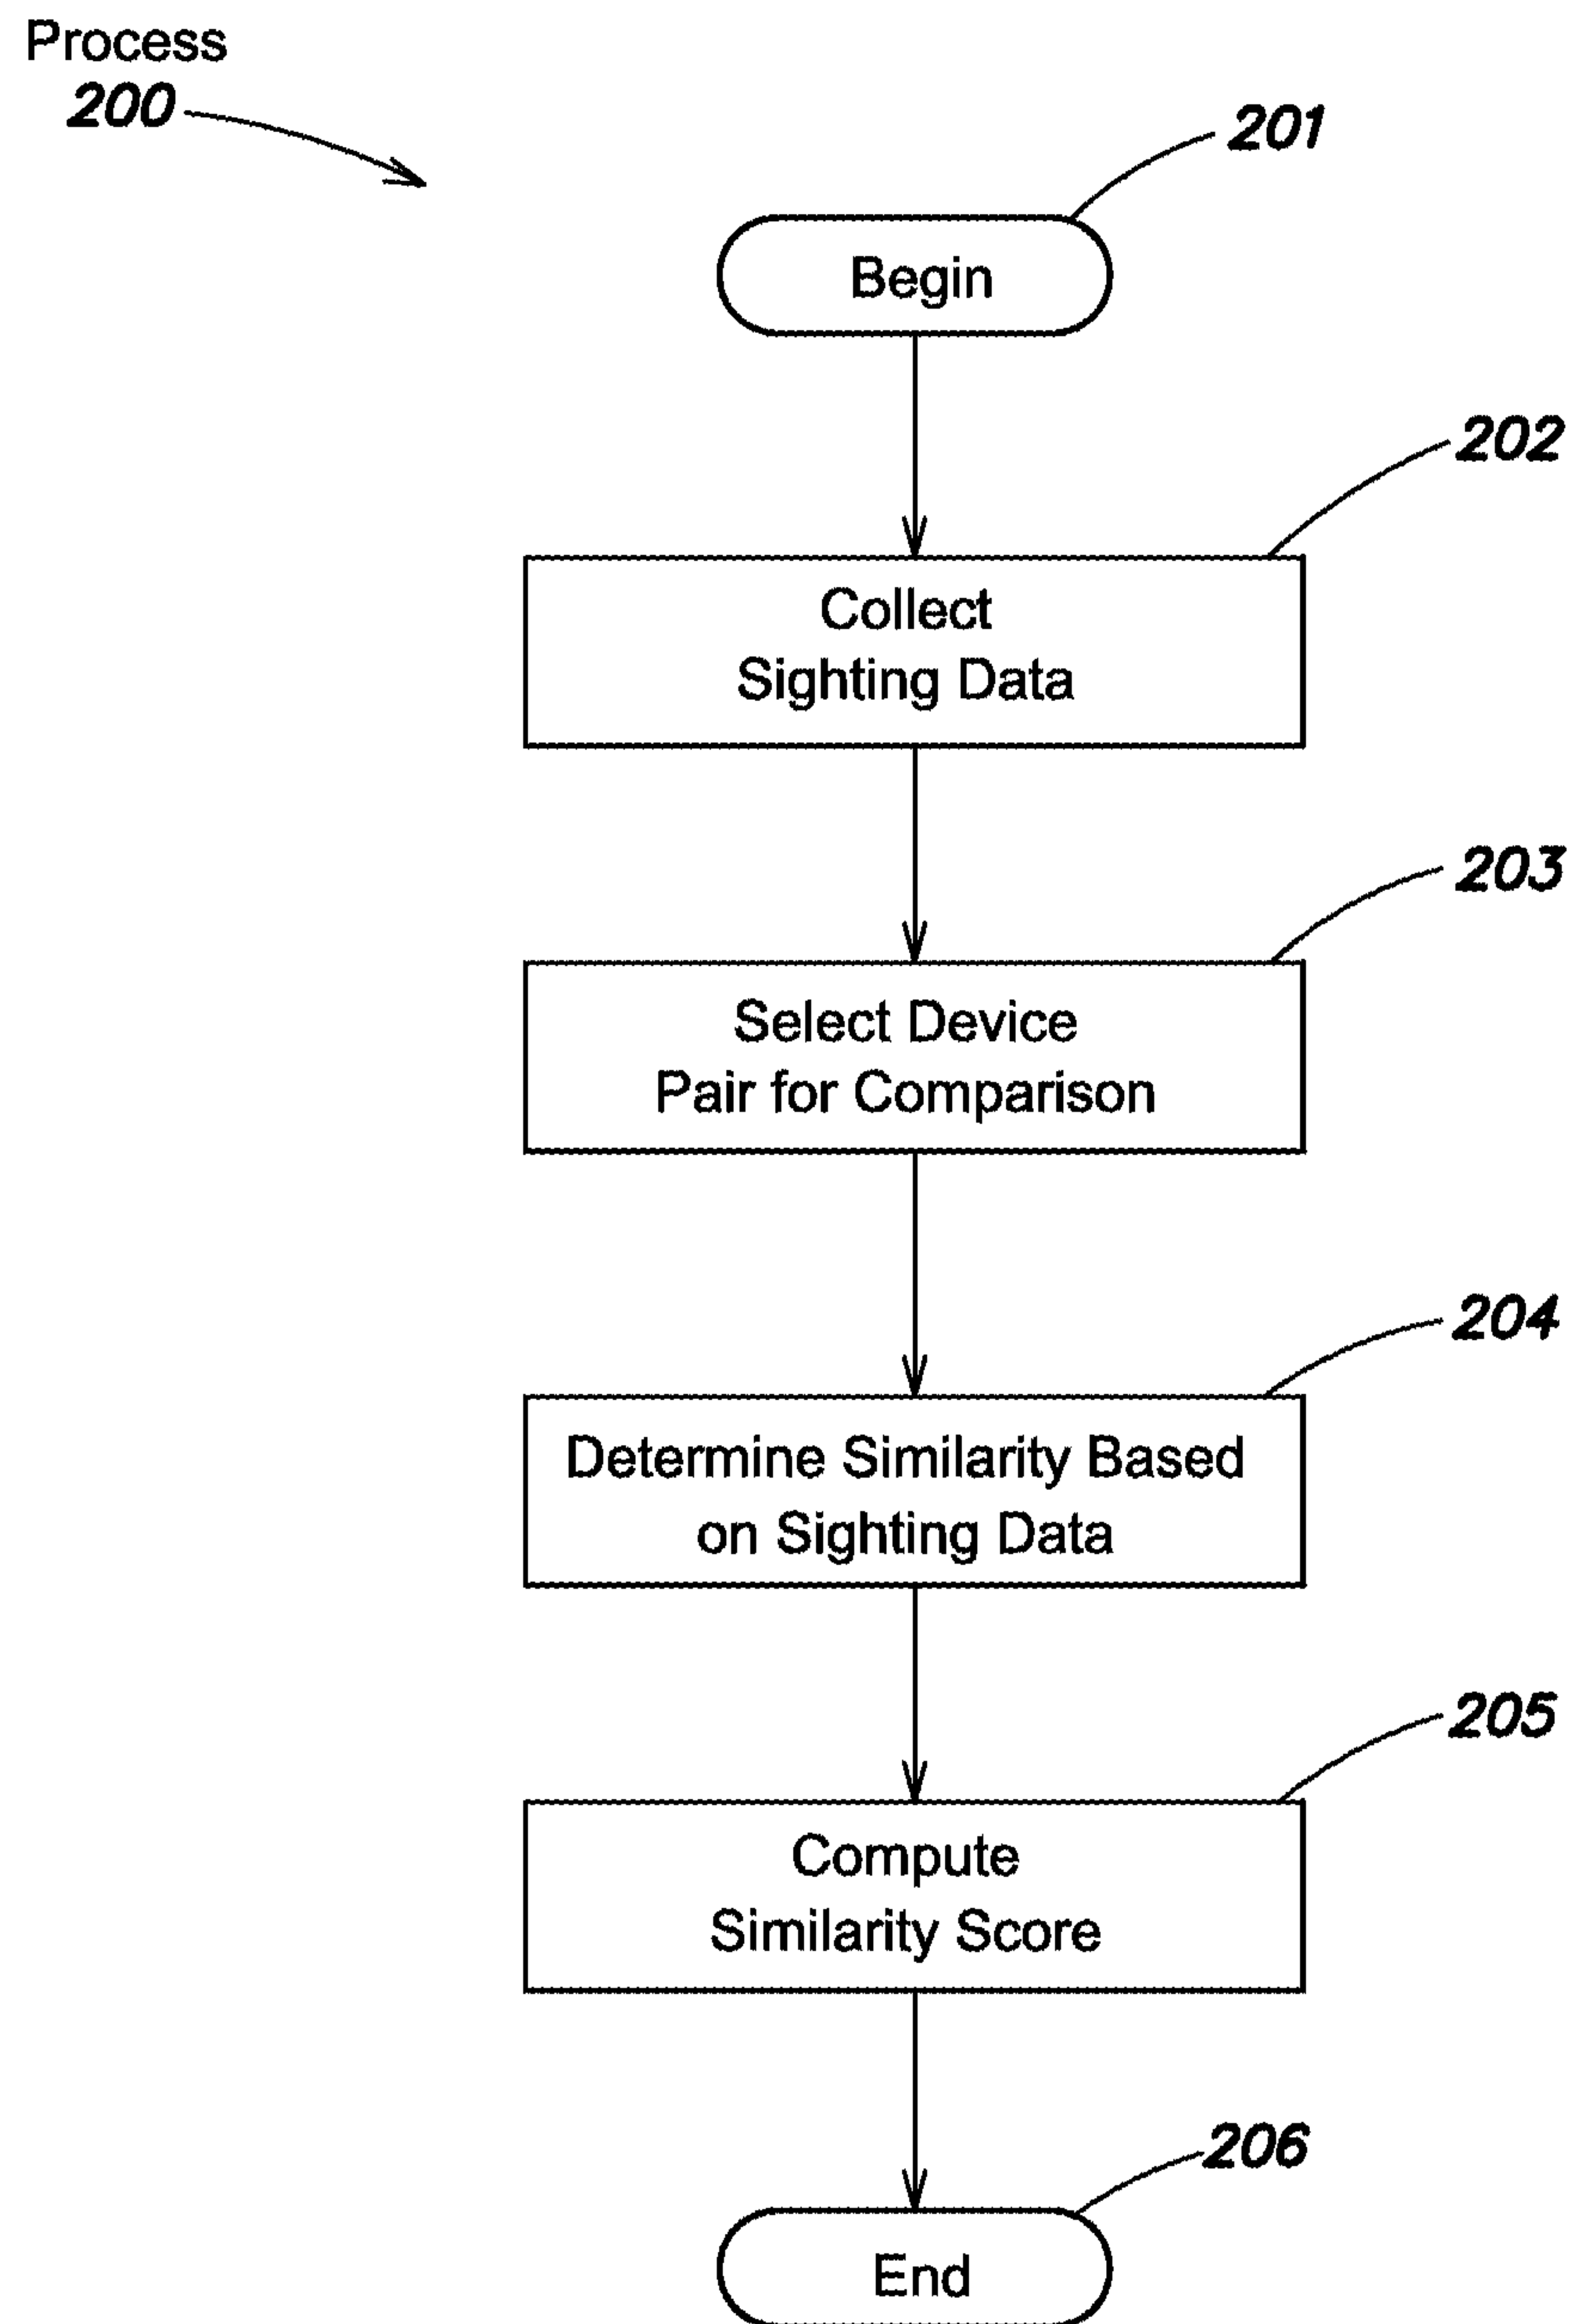 Process
200
201
Begin
202
Collect
Sighting Data
203
Select Device
Pair for Comparison
204
Determine Similarity Based
on Sighting Data
205
Compute
Similarity Score
206
End